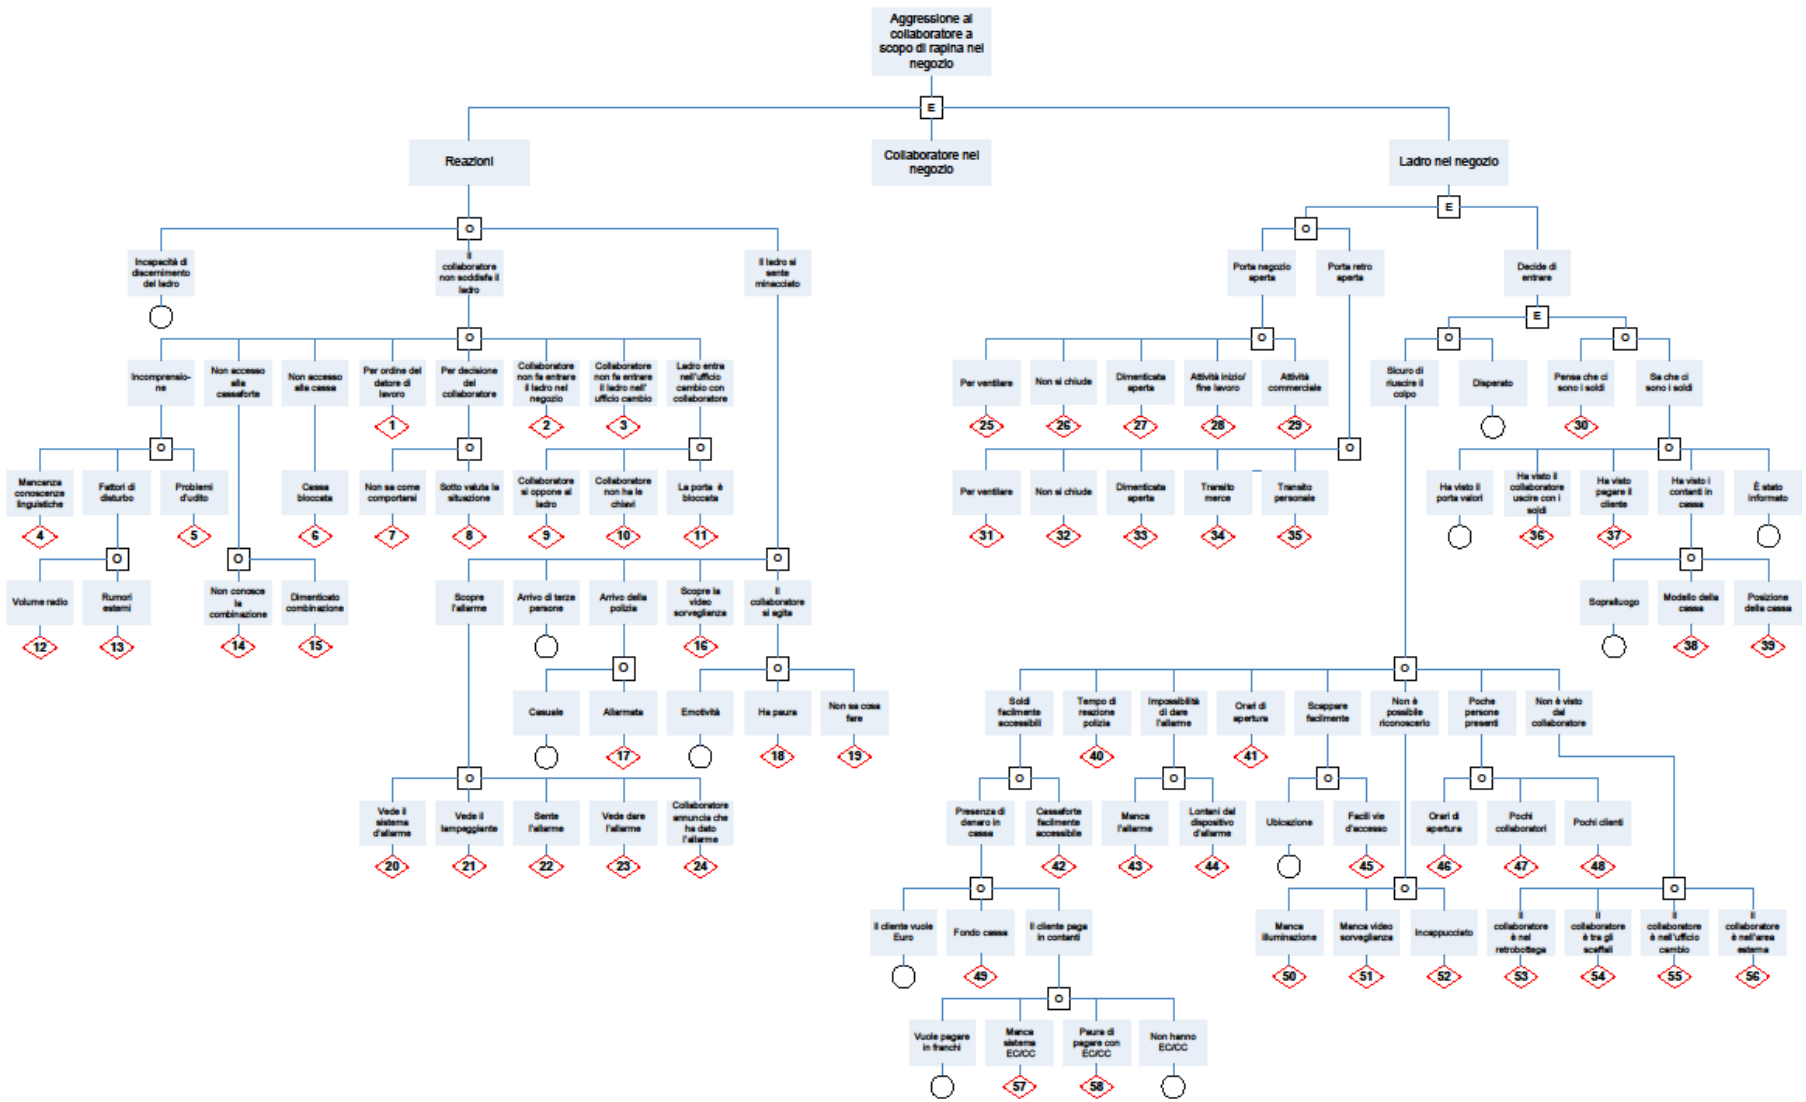 Aggressione al
collaboratore a
scopo di rapina nel
negozio
E
Reazioni
Collaboratore nel
negozio
Ladro nel negozio
E
O
O
Incapacità di
discernimento
del ladro
Il
collaboratore
non soddisfa il
ladro
Il ladro si
sente
minacciato
Porta negozio
aperta
Porta retro
aperta
Decide di
entrare
E
O
O
O
O
Incomprensio-
ne
Non accesso
alla
cassaforte
Non accesso
alla cassa
Per ordine del
datore di
lavoro
Per decisione
del
collaboratore
Collaboratore
non fa entrare
il ladro nel
negozio
Collaboratore
non fa entrare
il ladro nell'
ufficio cambio
Ladro entra
nell'ufficio
cambio con
collaboratore
Per ventilare
Non si chiude
Dimenticata
aperta
Attività inizio/
fine lavoro
Attività
commerciale
Sicuro di
riuscire il
colpo
Disperato
Pensa che ci
sono i soldi
Sa che ci
sono i soldi
1
2
3
25
26
27
28
29
30
O
O
O
O
O
Mancanza
conoscenze
linguistiche
Fattori di
disturbo
Problemi
d'udito
Cassa
bloccata
Non sa come
comportarsi
Sotto valuta la
situazione
Collaboratore
si oppone al
ladro
Collaboratore
non ha le
chiavi
La porta è
bloccata
Per ventilare
Non si chiude
Dimenticata
aperta
Transito
merce
Transito
personale
Ha visto il
porta valori
Ha visto il
collaboratore
uscire con i
soldi
Ha visto
pagare il
cliente
Ha visto i
contanti in
cassa
È stato
informato
4
5
6
7
8
9
10
11
31
32
33
34
35
36
37
O
O
O
O
Volume radio
Rumori
esterni
Non conosce
la
combinazione
Dimenticato
combinazione
Scopre
l'allarme
Arrivo di terze
persone
Arrivo della
polizia
Scopre la
video
sorveglianza
Il
collaboratore
si agita
Sopralluogo
Modello della
cassa
Posizione
della cassa
12
13
14
15
16
38
39
O
O
O
Casuale
Allarmata
Emotività
Ha paura
Non sa cosa
fare
Soldi
facilmente
accessibili
Tempo di
reazione
polizia
Impossibilità
di dare
l'allarme
Orari di
apertura
Scappare
facilmente
Non è
possibile
riconoscerlo
Poche
persone
presenti
Non è visto
dal
collaboratore
17
18
19
40
41
O
O
O
O
O
Vede il
sistema
d'allarme
Vede il
lampeggiante
Sente
l'allarme
Vede dare
l'allarme
Collaboratore
annuncia che
ha dato
l'allarme
Presenza di
denaro in
cassa
Cassaforte
facilmente
accessibile
Manca
l'allarme
Lontani dal
dispositivo
d'allarme
Ubicazione
Facili vie
d'accesso
Orari di
apertura
Pochi
collaboratori
Pochi clienti
20
21
22
23
24
42
43
44
45
46
47
48
O
O
O
Il cliente vuole
Euro
Fondo cassa
Il cliente paga
in contanti
Manca
illuminazione
Manca video
sorveglianza
Incappucciato
Il
collaboratore
è nel
retrobottega
Il
collaboratore
è tra gli
scaffali
Il
collaboratore
è nell'ufficio
cambio
Il
collaboratore
è nell'area
esterna
49
50
51
52
53
54
55
56
O
Vuole pagare
in franchi
Manca
sistema
EC/CC
Paura di
pagare con
EC/CC
Non hanno
EC/CC
57
58